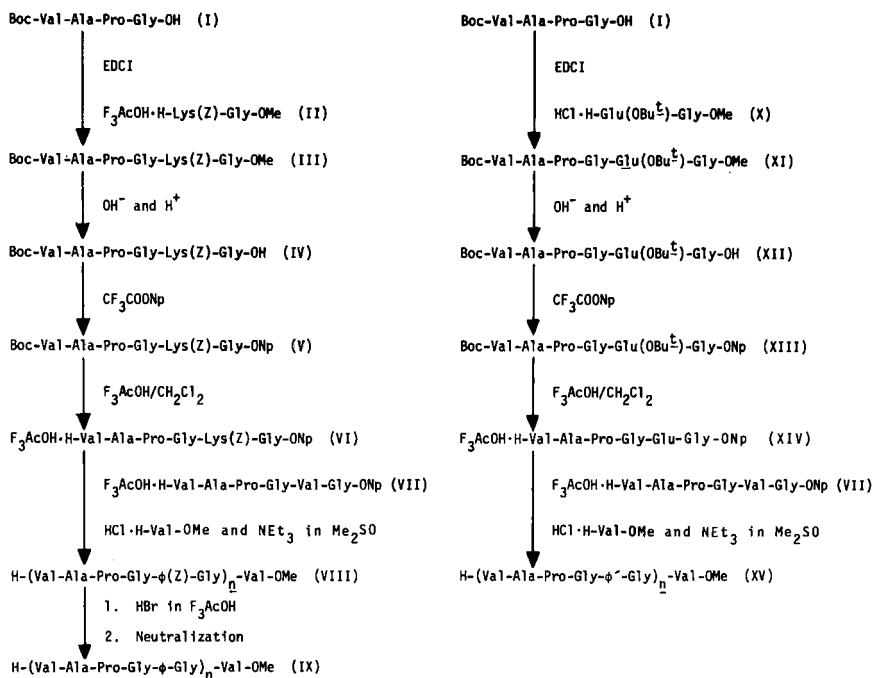 Boc-Val-Ala-Pro-Gly-OH (I)
EDCI
F₃AcOH·H-Lys(Z)-Gly-OMe (II)
Boc-Val-Ala-Pro-Gly-Lys(Z)-Gly-OMe (III)
OH⁻ and H⁺
Boc-Val-Ala-Pro-Gly-Lys(Z)-Gly-OH (IV)
CF₃COONp
Boc-Val-Ala-Pro-Gly-Lys(Z)-Gly-ONp (V)
F₃AcOH/CH₂Cl₂
F₃AcOH·H-Val-Ala-Pro-Gly-Lys(Z)-Gly-ONp (VI)
F₃AcOH·H-Val-Ala-Pro-Gly-Val-Gly-ONp (VII)
HCl·H-Val-OMe and NEt₃ in Me₂SO
H-(Val-Ala-Pro-Gly-ϕ(Z)-Gly)n-Val-OMe (VIII)
1. HBr in F₃AcOH
2. Neutralization
H-(Val-Ala-Pro-Gly-ϕ-Gly)n-Val-OMe (IX)
Boc-Val-Ala-Pro-Gly-OH (I)
EDCI
HCl·H-Glu(OBuᵗ)-Gly-OMe (X)
Boc-Val-Ala-Pro-Gly-Glu(OBuᵗ)-Gly-OMe (XI)
OH⁻ and H⁺
Boc-Val-Ala-Pro-Gly-Glu(OBuᵗ)-Gly-OH (XII)
CF₃COONp
Boc-Val-Ala-Pro-Gly-Glu(OBuᵗ)-Gly-ONp (XIII)
F₃AcOH/CH₂Cl₂
F₃AcOH·H-Val-Ala-Pro-Gly-Glu-Gly-ONp (XIV)
F₃AcOH·H-Val-Ala-Pro-Gly-Val-Gly-ONp (VII)
HCl·H-Val-OMe and NEt₃ in Me₂SO
H-(Val-Ala-Pro-Gly-ϕ′-Gly)n-Val-OMe (XV)